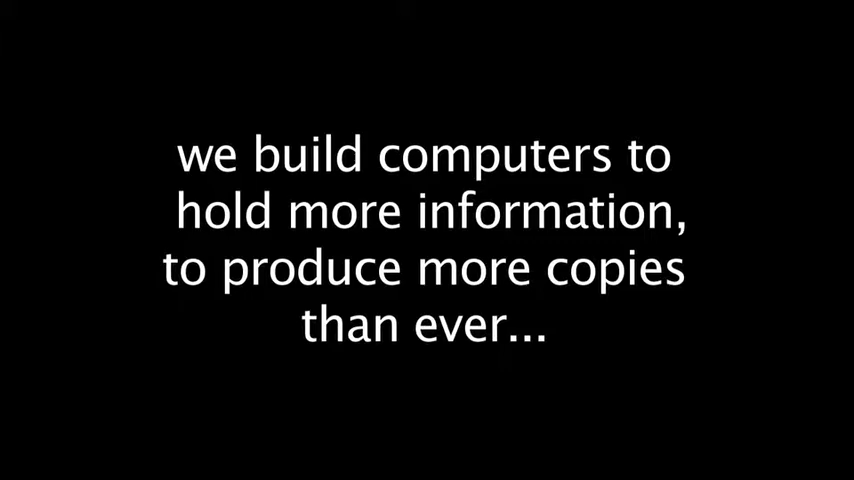 we build computers to
hold more information,
to produce more copies
than ever...